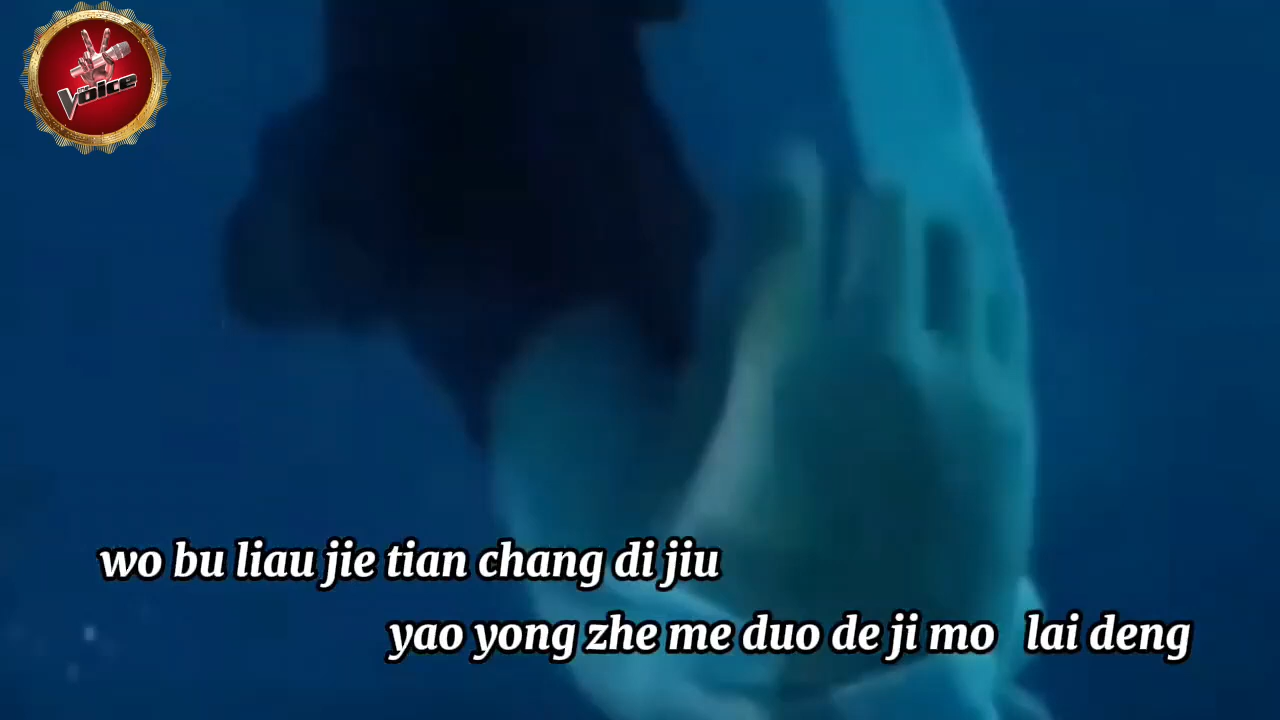 THE Voice
wo bu liau jie tian chang di jiu
yao yong zhe me duo de ji mo lai deng